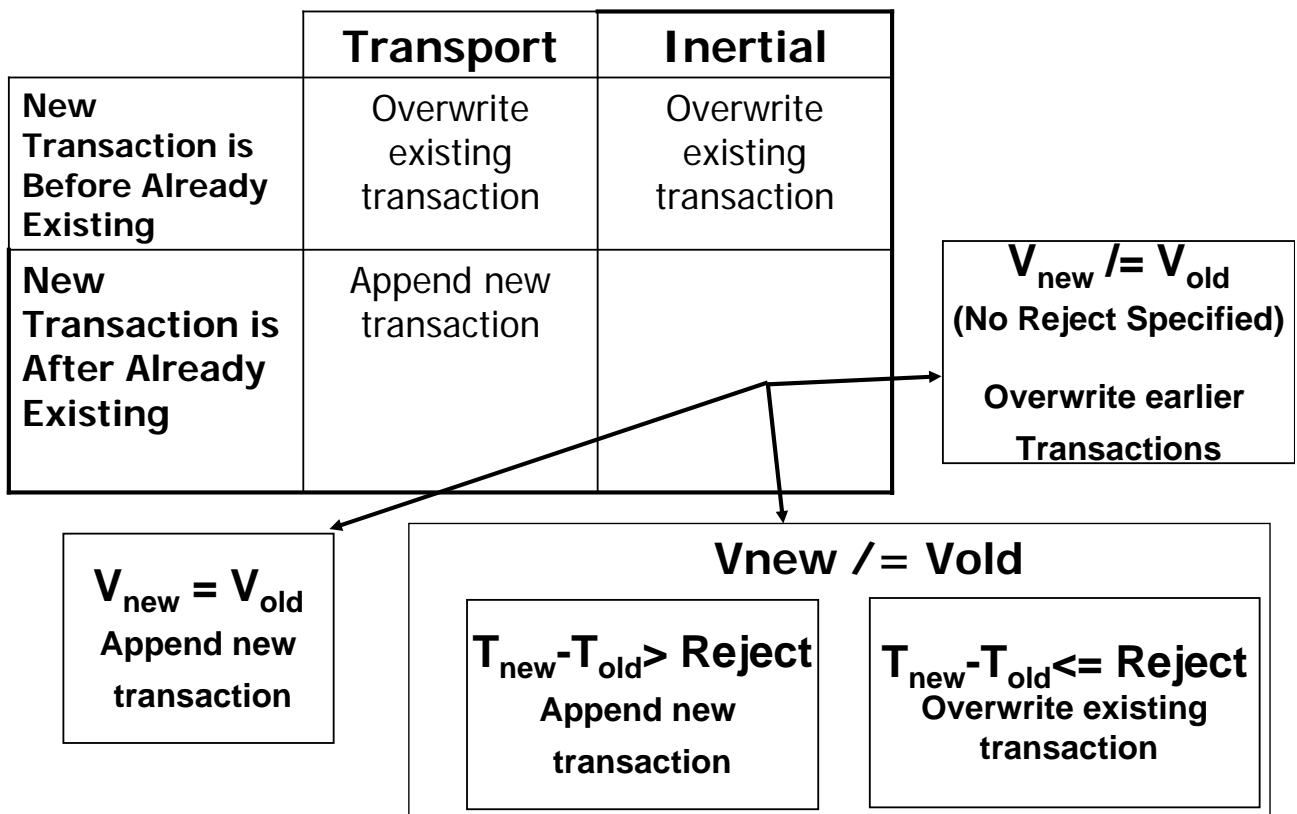 Transport
Inertial
New
Transaction is
Before Already
Existing
Overwrite
existing
transaction
Overwrite
existing
transaction
New
Transaction is
After Already
Existing
Append new
transaction
Vnew /= Vold
(No Reject Specified)
Overwrite earlier
Transactions
Vnew = Vold
Append new
transaction
Vnew /= Vold
Tnew-Told> Reject
Append new
transaction
Tnew-Told<= Reject
Overwrite existing
transaction